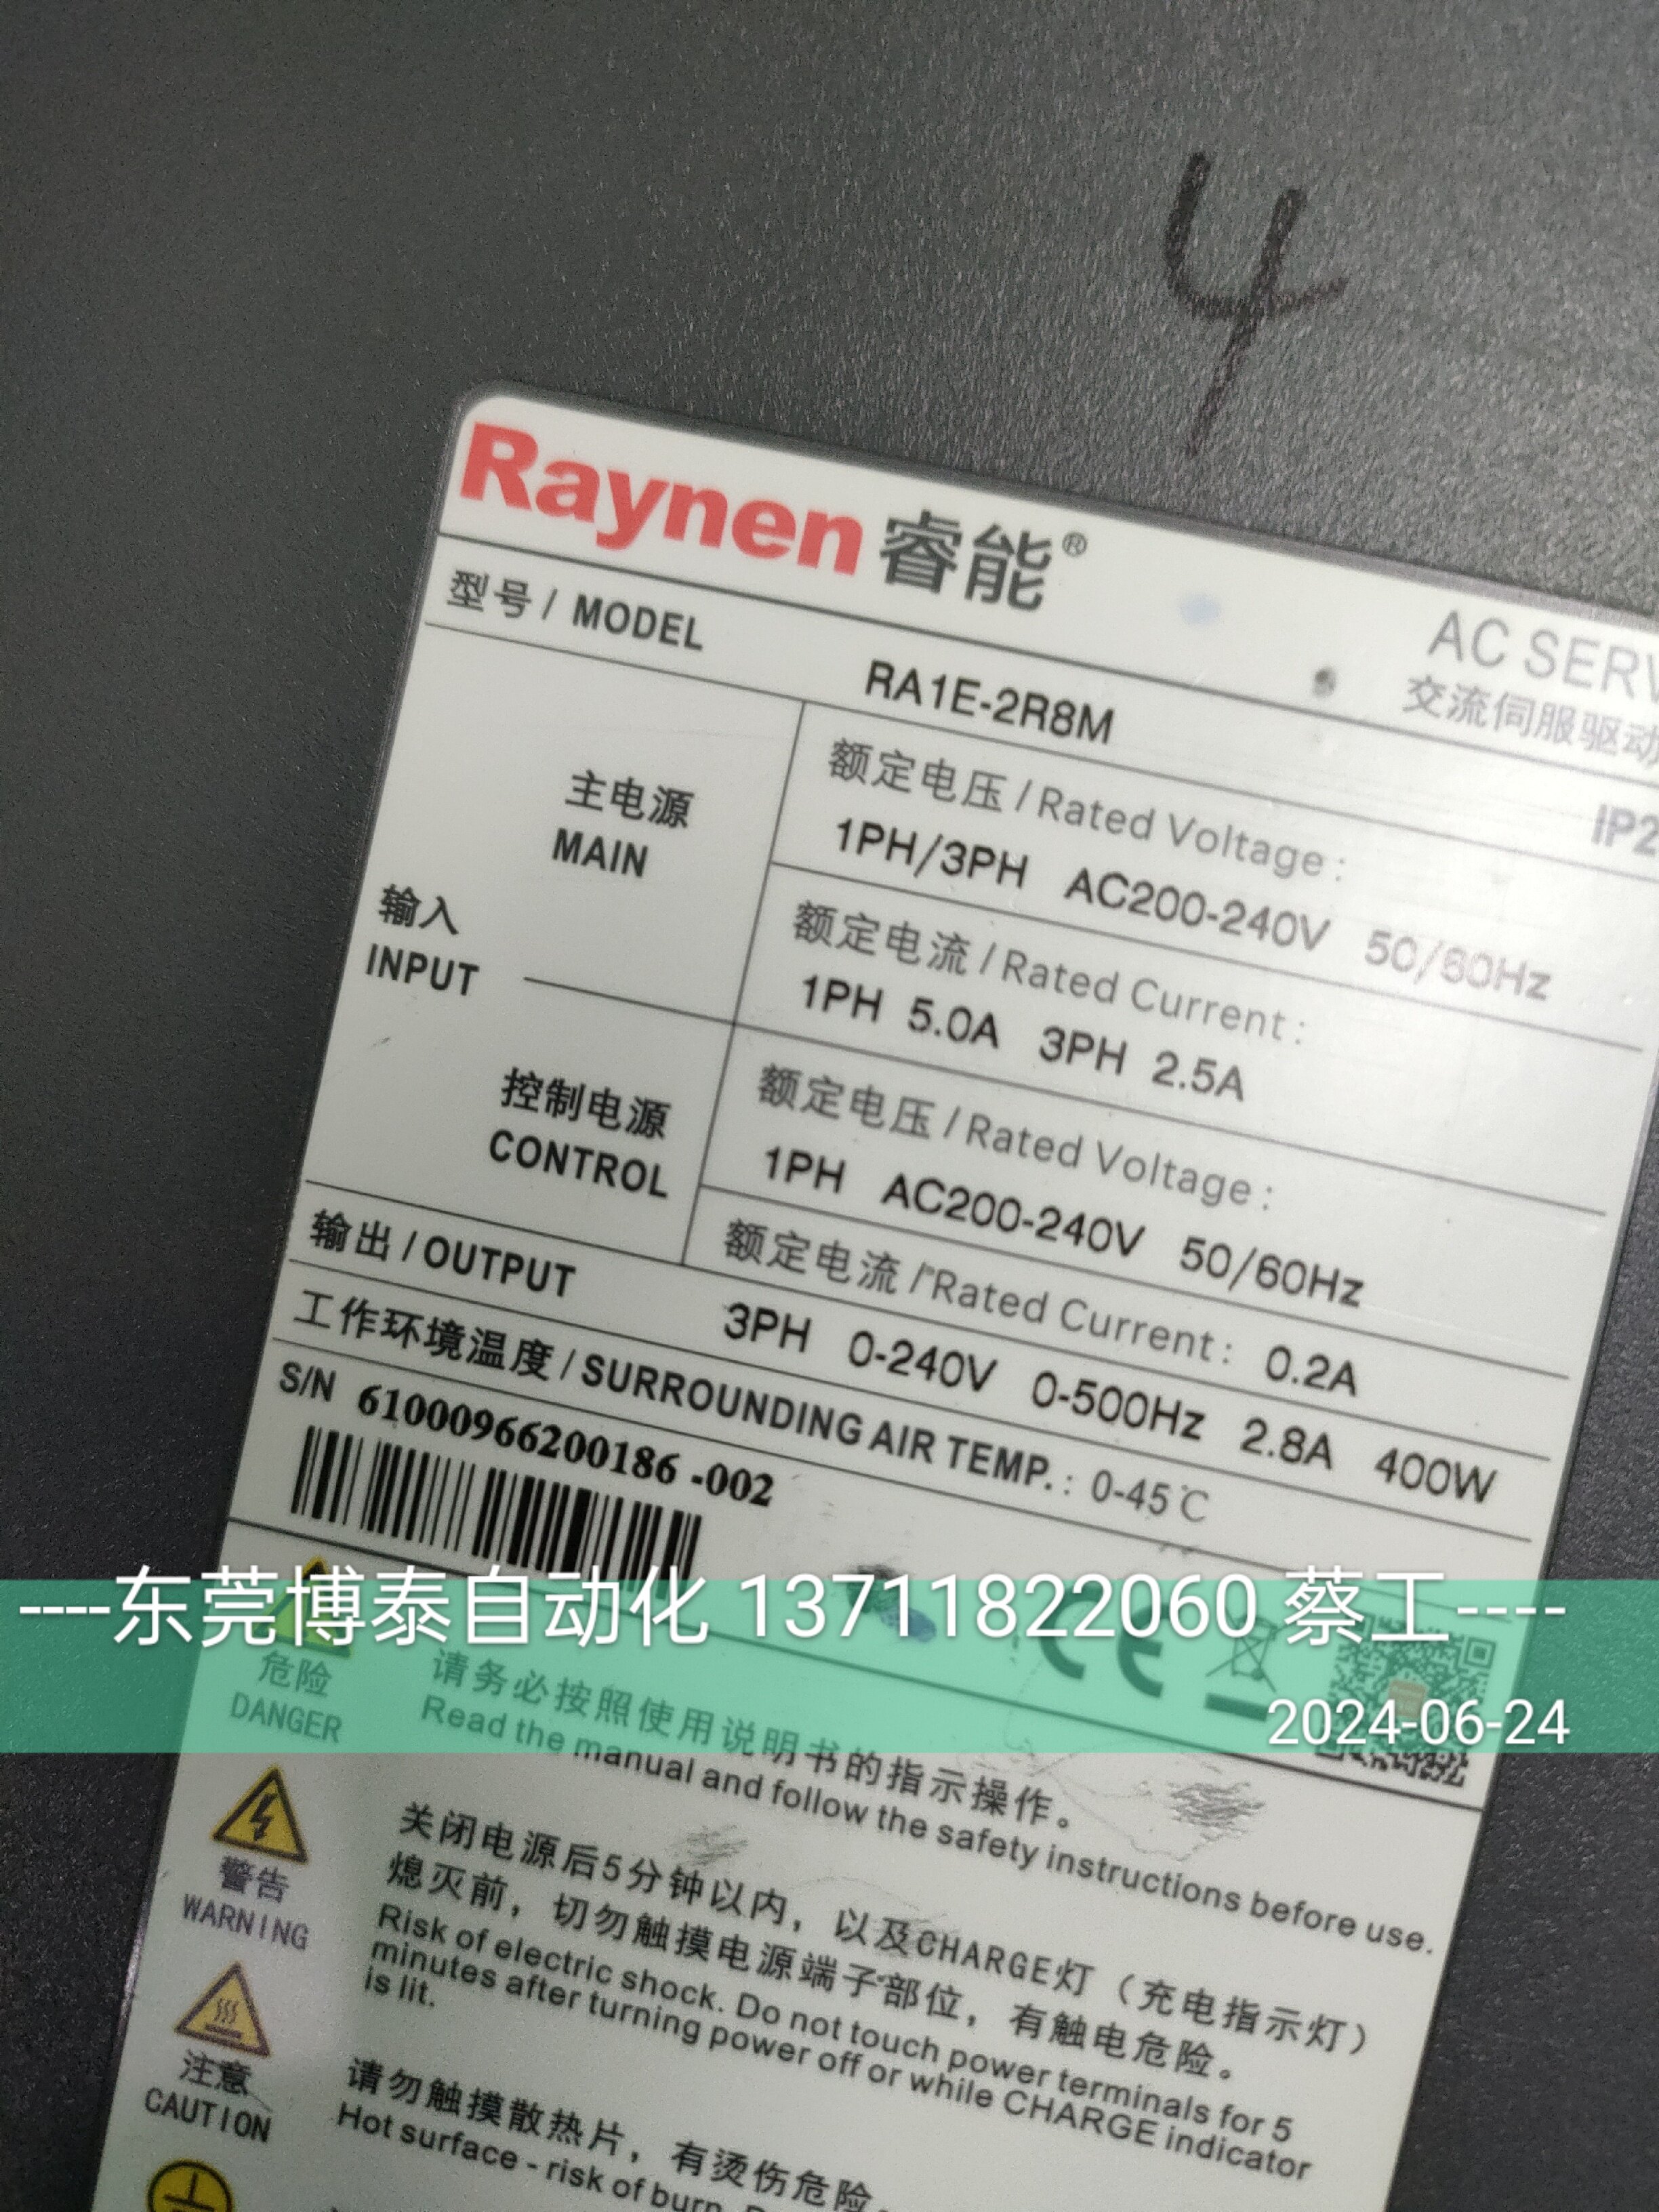 4
Raynen 睿能®
AC SERV
交流伺服驱动
型号 / MODEL
RA1E-2R8M
IP2
输入
INPUT
主电源
MAIN
额定电压 / Rated Voltage :
1PH/3PH AC200-240V 50/60Hz
额定电流 / Rated Current :
1PH 5.0A 3PH 2.5A
控制电源
CONTROL
额定电压 / Rated Voltage :
1PH AC200-240V 50/60Hz
额定电流 / Rated Current : 0.2A
输出 / OUTPUT
3PH 0-240V 0-500Hz 2.8A 400W
工作环境温度 / SURROUNDING AIR TEMP. : 0-45℃
S/N 61000966200186 -002
----东莞博泰自动化 13711822060 蔡工----
2024-06-24
CE
危险
DANGER
请务必按照使用说明书的指示操作。
Read the manual and follow the safety instructions before use.
警告
WARNING
关闭电源后5分钟以内，以及CHARGE灯（充电指示灯）
熄灭前，切勿触摸电源端子部位，有触电危险。
Risk of electric shock. Do not touch power terminals for 5
minutes after turning power off or while CHARGE indicator
is lit.
注意
CAUTION
请勿触摸散热片，有烫伤危险。
Hot surface - risk of burn.